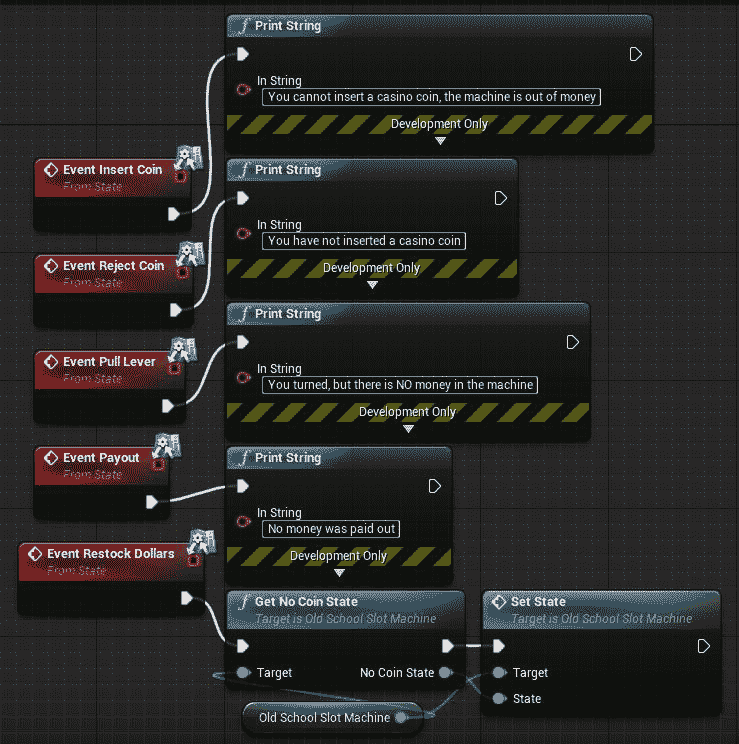 Print String
In String
You cannot insert a casino coin, the machine is out of money
Development Only
Event Insert Coin
From State
Print String
In String
You have not inserted a casino coin
Development Only
Event Reject Coin
From State
Print String
In String
You turned, but there is NO money in the machine
Development Only
Event Pull Lever
From State
Print String
In String
No money was paid out
Development Only
Event Payout
From State
Event Restock Dollars
From State
Get No Coin State
Target is Old School Slot Machine
Target No Coin State
Set State
Target is Old School Slot Machine
Target
State
Old School Slot Machine